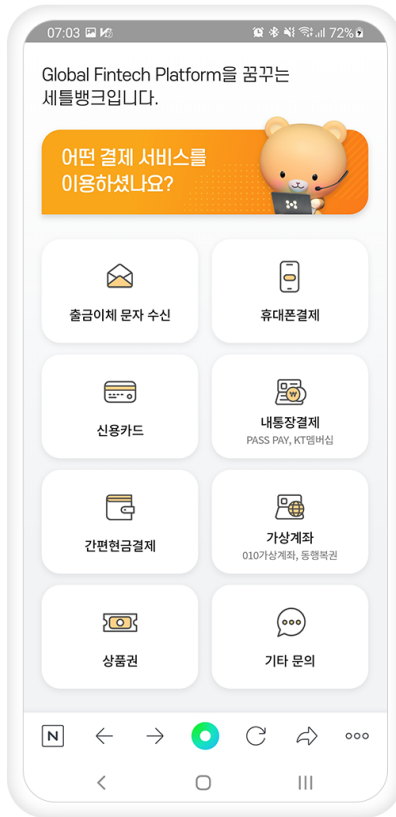 07:03
72%
Global Fintech Platform을 꿈꾸는
세틀뱅크입니다.
어떤 결제 서비스를
이용하셨나요?
출금이체 문자 수신
휴대폰결제
신용카드
내통장결제
PASS PAY, KT멤버십
간편현금결제
가상계좌
010가상계좌, 동행복권
상품권
기타 문의
N